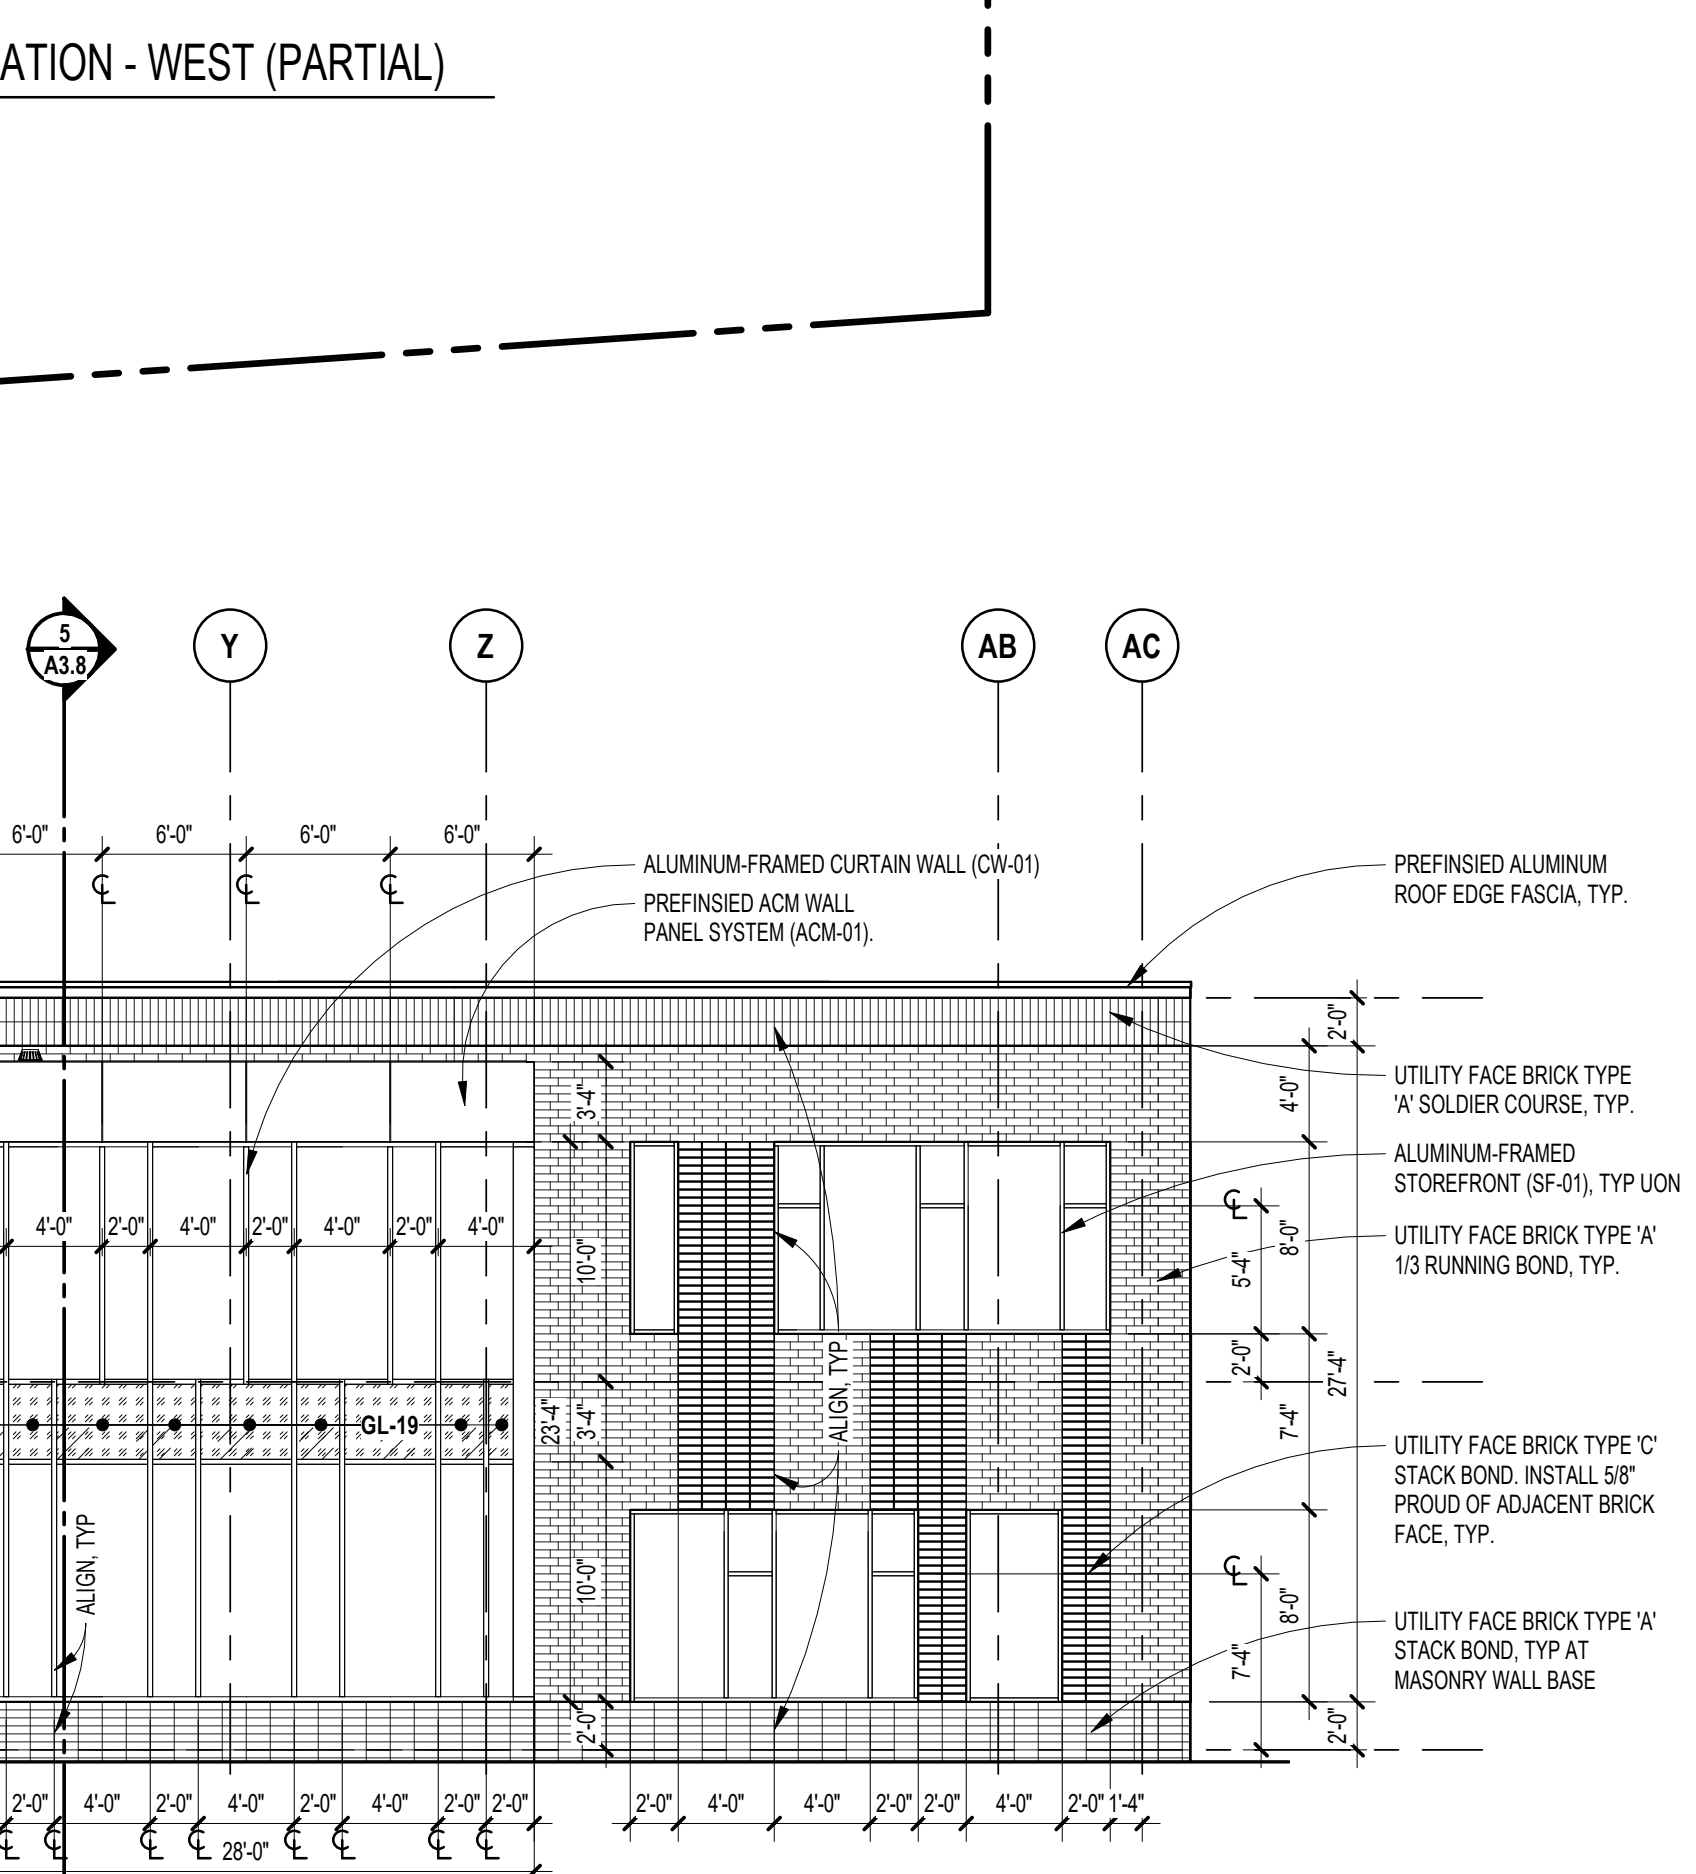 ATION - WEST (PARTIAL)
5
A3.8
Y
Z
AB
AC
6'-0"
6'-0"
6'-0"
6'-0"
ALUMINUM-FRAMED CURTAIN WALL (CW-01)
PREFINSIED ACM WALL
PANEL SYSTEM (ACM-01).
PREFINSIED ALUMINUM
ROOF EDGE FASCIA, TYP.
UTILITY FACE BRICK TYPE
'A' SOLDIER COURSE, TYP.
ALUMINUM-FRAMED
STOREFRONT (SF-01), TYP UON
UTILITY FACE BRICK TYPE 'A'
1/3 RUNNING BOND, TYP.
UTILITY FACE BRICK TYPE 'C'
STACK BOND. INSTALL 5/8"
PROUD OF ADJACENT BRICK
FACE, TYP.
UTILITY FACE BRICK TYPE 'A'
STACK BOND, TYP AT
MASONRY WALL BASE
4'-0"
2'-0"
4'-0"
2'-0"
4'-0"
2'-0"
4'-0"
GL-19
ALIGN, TYP
ALIGN, TYP
3'-4"
10'-0"
3'-4"
23'-4"
10'-0"
2'-0"
2'-0"
4'-0"
8'-0"
5'-4"
2'-0"
27'-4"
7'-4"
8'-0"
7'-4"
2'-0"
2'-0"
4'-0"
2'-0"
4'-0"
2'-0"
4'-0"
2'-0"
2'-0"
28'-0"
2'-0"
4'-0"
4'-0"
2'-0"
2'-0"
4'-0"
2'-0"
1'-4"